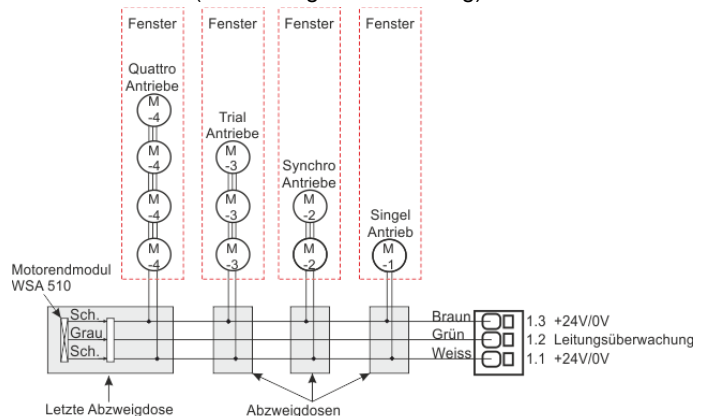 Fenster
Fenster
Fenster
Fenster
Quattro
Antriebe
M
-4
M
-4
M
-4
M
-4
Trial
Antriebe
M
-3
M
-3
M
-3
Synchro
Antriebe
M
-2
M
-2
Singel
Antrieb
M
-1
Motorendmodul
WSA 510
Sch.
Grau
Sch.
Braun
Grün
Weiss
1.3 +24V/0V
1.2 Leitungsüberwachung
1.1 +24V/0V
Letzte Abzweigdose
Abzweigdosen